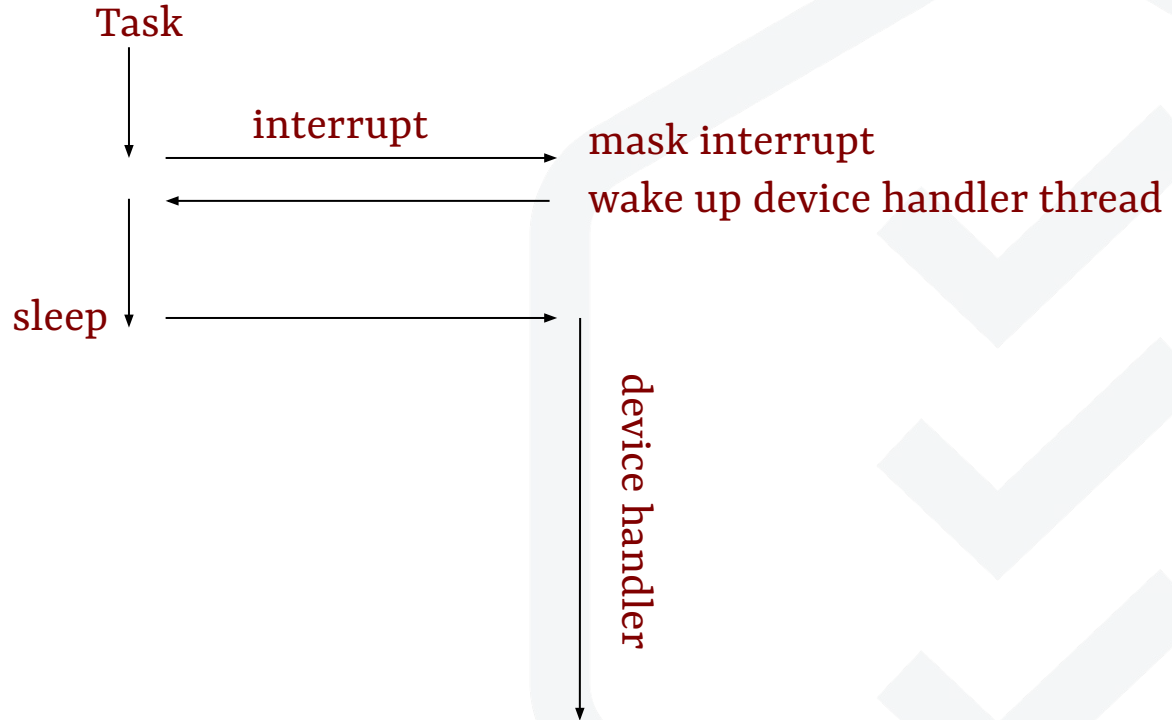 Task
interrupt
mask interrupt
wake up device handler thread
sleep
device handler